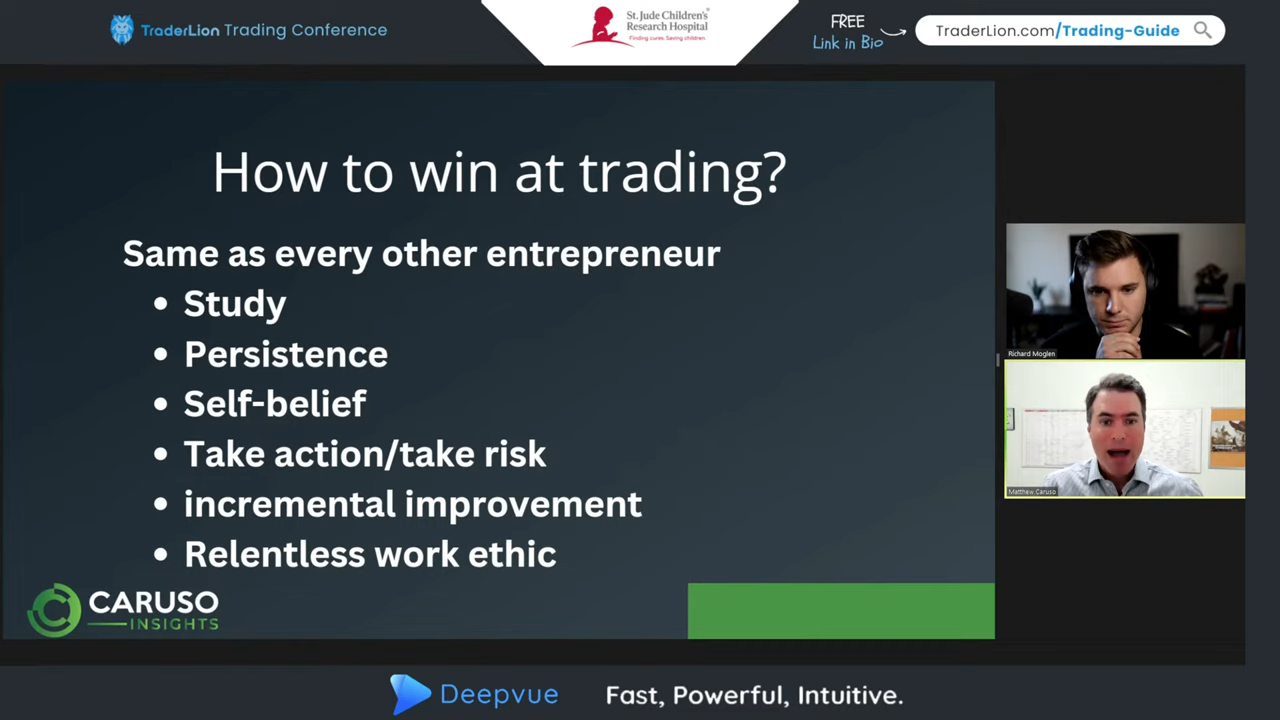 TraderLion Trading Conference
St. Jude Children's
Research Hospital
Finding cures. Saving children.
FREE
Link in Bio
TraderLion.com/Trading-Guide
How to win at trading?
Same as every other entrepreneur
• Study
• Persistence
• Self-belief
• Take action/take risk
• incremental improvement
• Relentless work ethic
Richard Moglen
Matthew Caruso
CARUSO
INSIGHTS
Deepvue
Fast, Powerful, Intuitive.